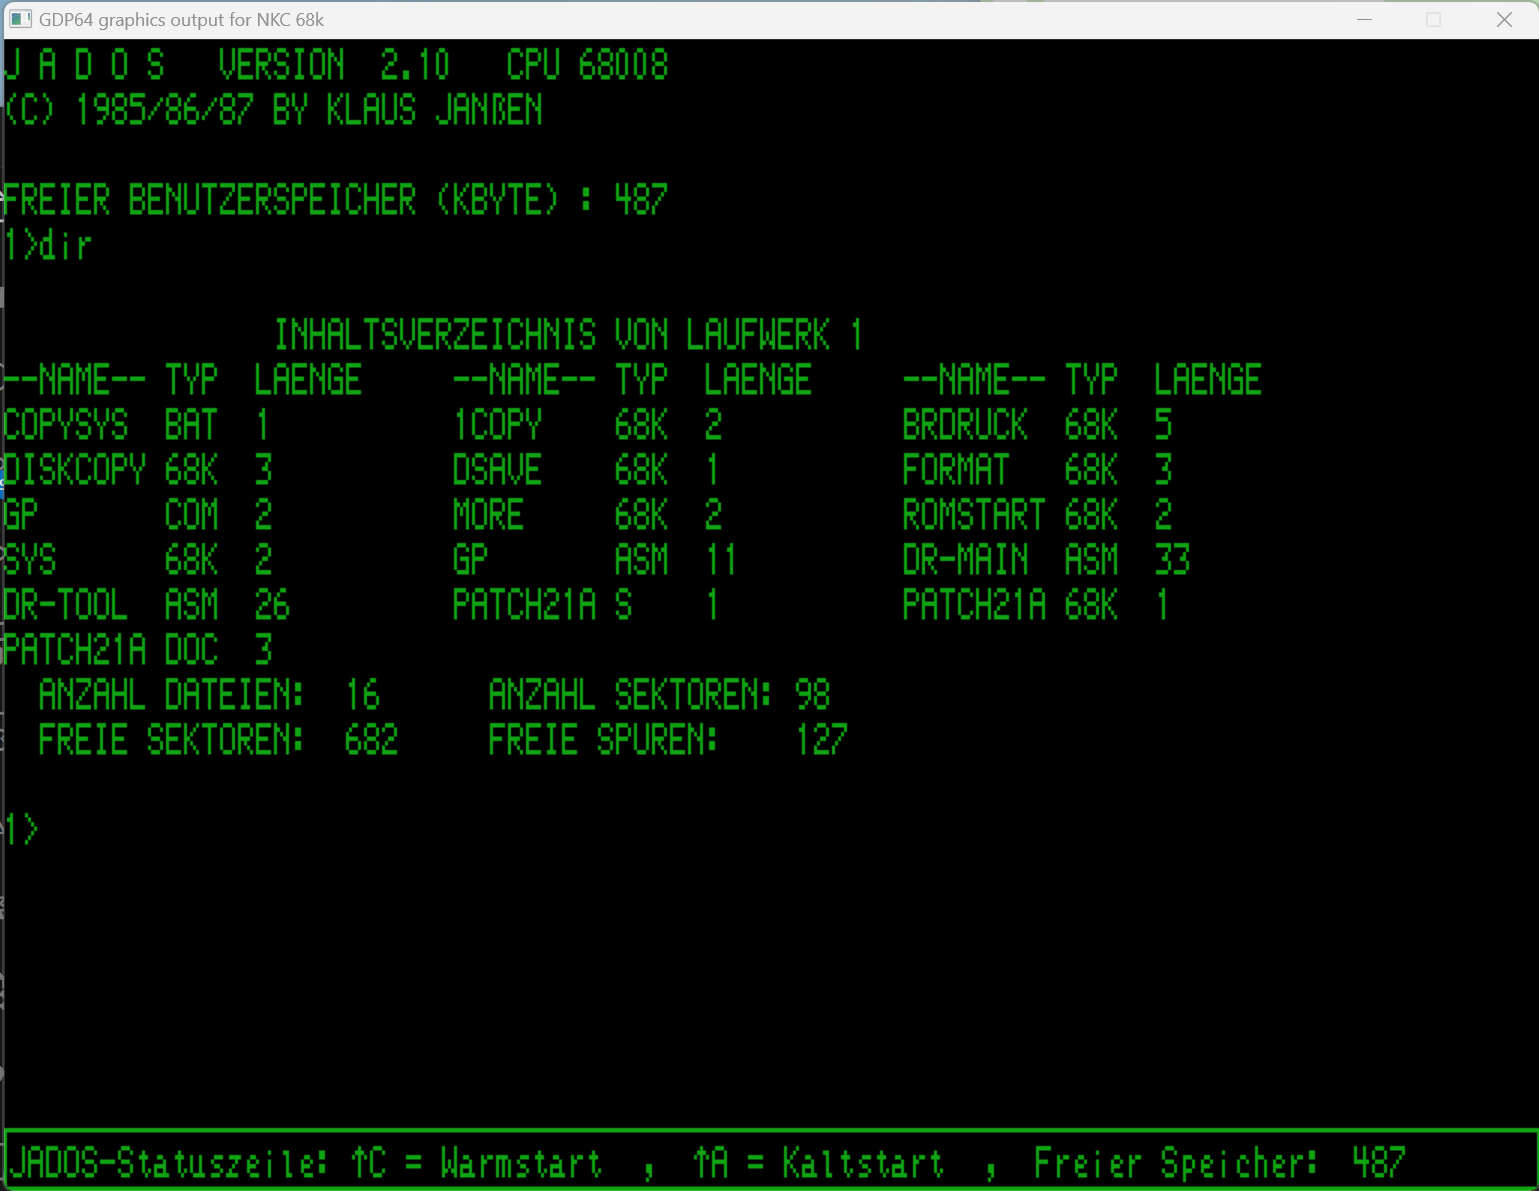 GDP64 graphics output for NKC 68k
J A D O S   VERSION  2.10   CPU 68008
(C) 1985/86/87 BY KLAUS JANßEN
FREIER BENUTZERSPEICHER (KBYTE) : 487
1>dir
INHALTSVERZEICHNIS VON LAUFWERK 1
--NAME-- TYP  LAENGE     --NAME-- TYP  LAENGE     --NAME-- TYP  LAENGE
COPYSYS  BAT  1          1COPY    68K  2          BRDRUCK  68K  5
DISKCOPY 68K  3          DSAVE    68K  1          FORMAT   68K  3
GP       COM  2          MORE     68K  2          ROMSTART 68K  2
SYS      68K  2          GP       ASM  11         DR-MAIN  ASM  33
DR-TOOL  ASM  26         PATCH21A S    1          PATCH21A 68K  1
PATCH21A DOC  3
ANZAHL DATEIEN:  16      ANZAHL SEKTOREN: 98
FREIE SEKTOREN:  682     FREIE SPUREN:    127
1>
JADOS-Statuszeile: ↑C = Warmstart  ,  ↑A = Kaltstart  ,  Freier Speicher:  487